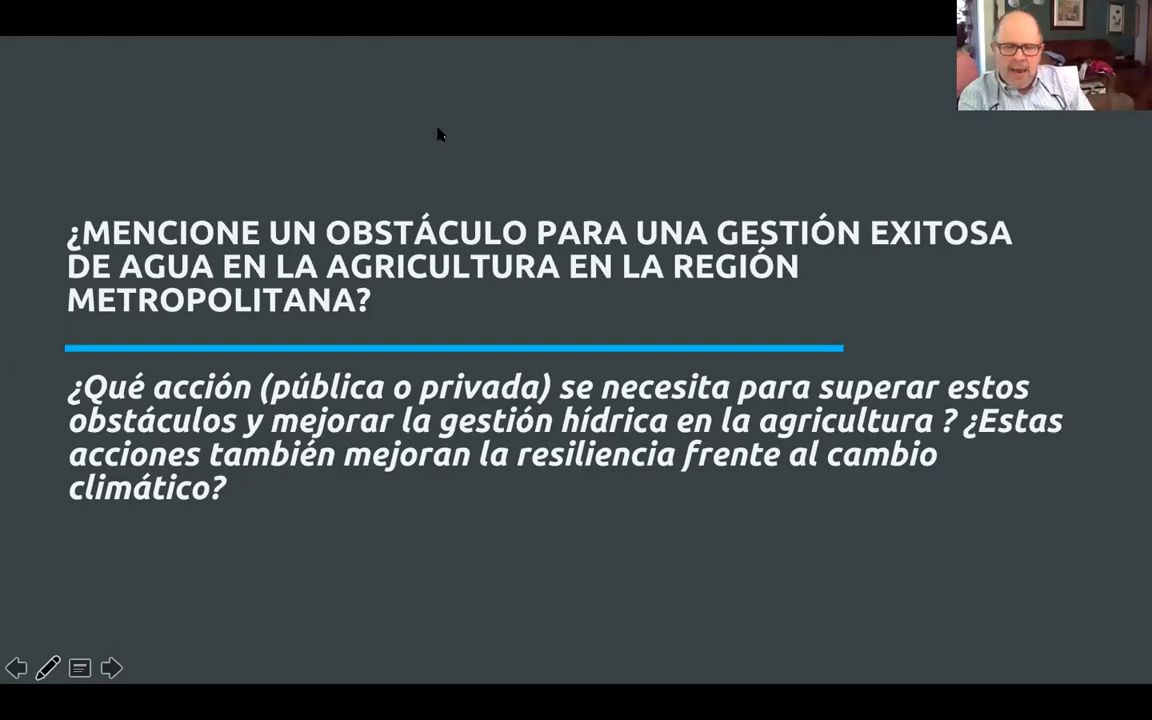 ¿MENCIONE UN OBSTÁCULO PARA UNA GESTIÓN EXITOSA
DE AGUA EN LA AGRICULTURA EN LA REGIÓN
METROPOLITANA?
¿Qué acción (pública o privada) se necesita para superar estos
obstáculos y mejorar la gestión hídrica en la agricultura ? ¿Estas
acciones también mejoran la resiliencia frente al cambio
climático?